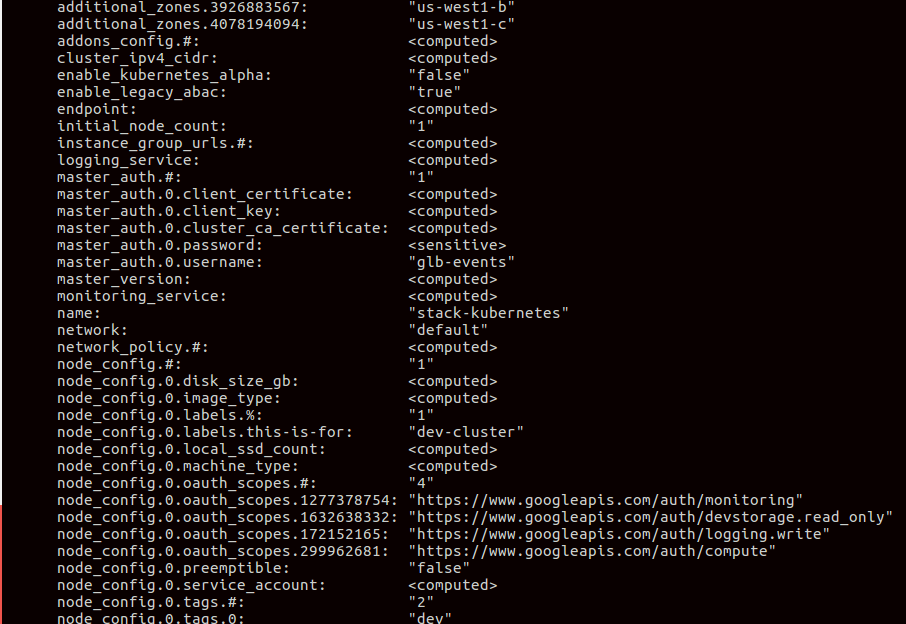 additional_zones.3926883567: "us-west1-b"
additional_zones.4078194094: "us-west1-c"
addons_config.#: <computed>
cluster_ipv4_cidr: <computed>
enable_kubernetes_alpha: "false"
enable_legacy_abac: "true"
endpoint: <computed>
initial_node_count: "1"
instance_group_urls.#: <computed>
logging_service: <computed>
master_auth.#: "1"
master_auth.0.client_certificate: <computed>
master_auth.0.client_key: <computed>
master_auth.0.cluster_ca_certificate: <computed>
master_auth.0.password: <sensitive>
master_auth.0.username: "glb-events"
master_version: <computed>
monitoring_service: <computed>
name: "stack-kubernetes"
network: "default"
network_policy.#: <computed>
node_config.#: "1"
node_config.0.disk_size_gb: <computed>
node_config.0.image_type: <computed>
node_config.0.labels.%: "1"
node_config.0.labels.this-is-for: "dev-cluster"
node_config.0.local_ssd_count: <computed>
node_config.0.machine_type: <computed>
node_config.0.oauth_scopes.#: "4"
node_config.0.oauth_scopes.1277378754: "https://www.googleapis.com/auth/monitoring"
node_config.0.oauth_scopes.1632638332: "https://www.googleapis.com/auth/devstorage.read_only"
node_config.0.oauth_scopes.172152165: "https://www.googleapis.com/auth/logging.write"
node_config.0.oauth_scopes.299962681: "https://www.googleapis.com/auth/compute"
node_config.0.preemptible: "false"
node_config.0.service_account: <computed>
node_config.0.tags.#: "2"
node_config.0.tags.0: "dev"